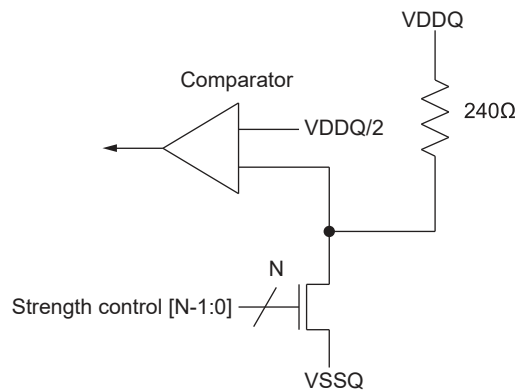 VDDQ
Comparator
240Ω
VDDQ/2
N
Strength control [N-1:0]
VSSQ